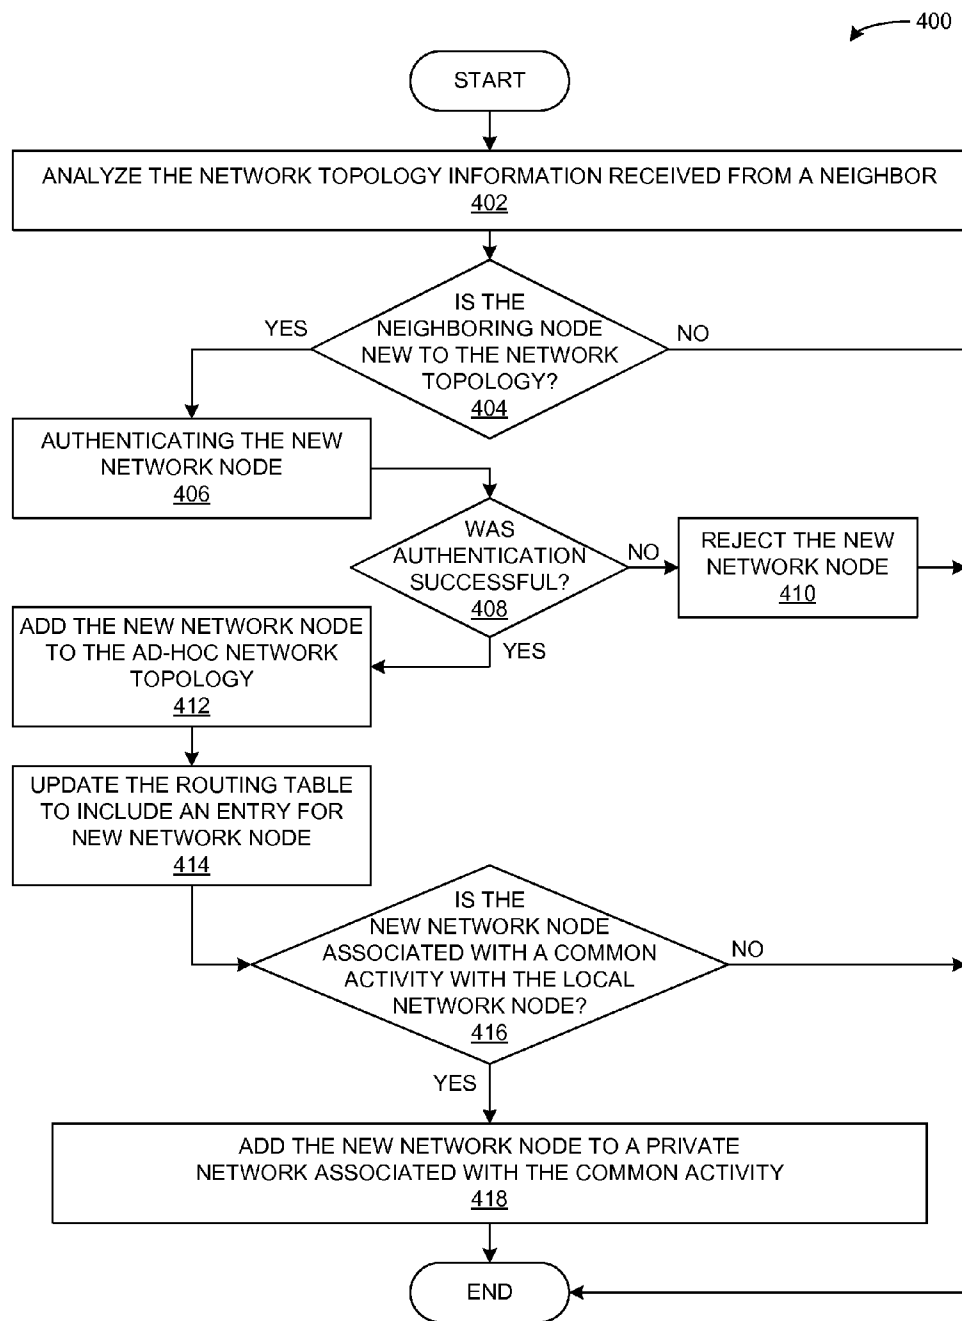 400
START
ANALYZE THE NETWORK TOPOLOGY INFORMATION RECEIVED FROM A NEIGHBOR
402
IS THE
NEIGHBORING NODE
NEW TO THE NETWORK
TOPOLOGY?
404
YES
NO
AUTHENTICATING THE NEW
NETWORK NODE
406
WAS
AUTHENTICATION
SUCCESSFUL?
408
NO
YES
REJECT THE NEW
NETWORK NODE
410
ADD THE NEW NETWORK NODE
TO THE AD-HOC NETWORK
TOPOLOGY
412
UPDATE THE ROUTING TABLE
TO INCLUDE AN ENTRY FOR
NEW NETWORK NODE
414
IS THE
NEW NETWORK NODE
ASSOCIATED WITH A COMMON
ACTIVITY WITH THE LOCAL
NETWORK NODE?
416
NO
YES
ADD THE NEW NETWORK NODE TO A PRIVATE
NETWORK ASSOCIATED WITH THE COMMON ACTIVITY
418
END